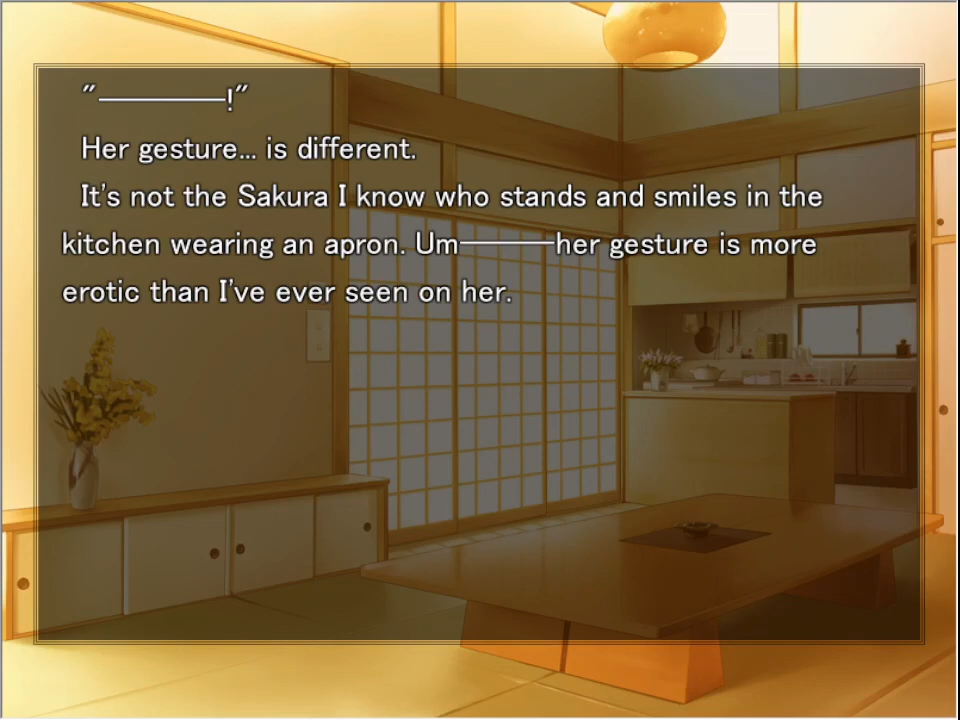 "————!"
Her gesture... is different.
It's not the Sakura I know who stands and smiles in the
kitchen wearing an apron. Um———her gesture is more
erotic than I've ever seen on her.